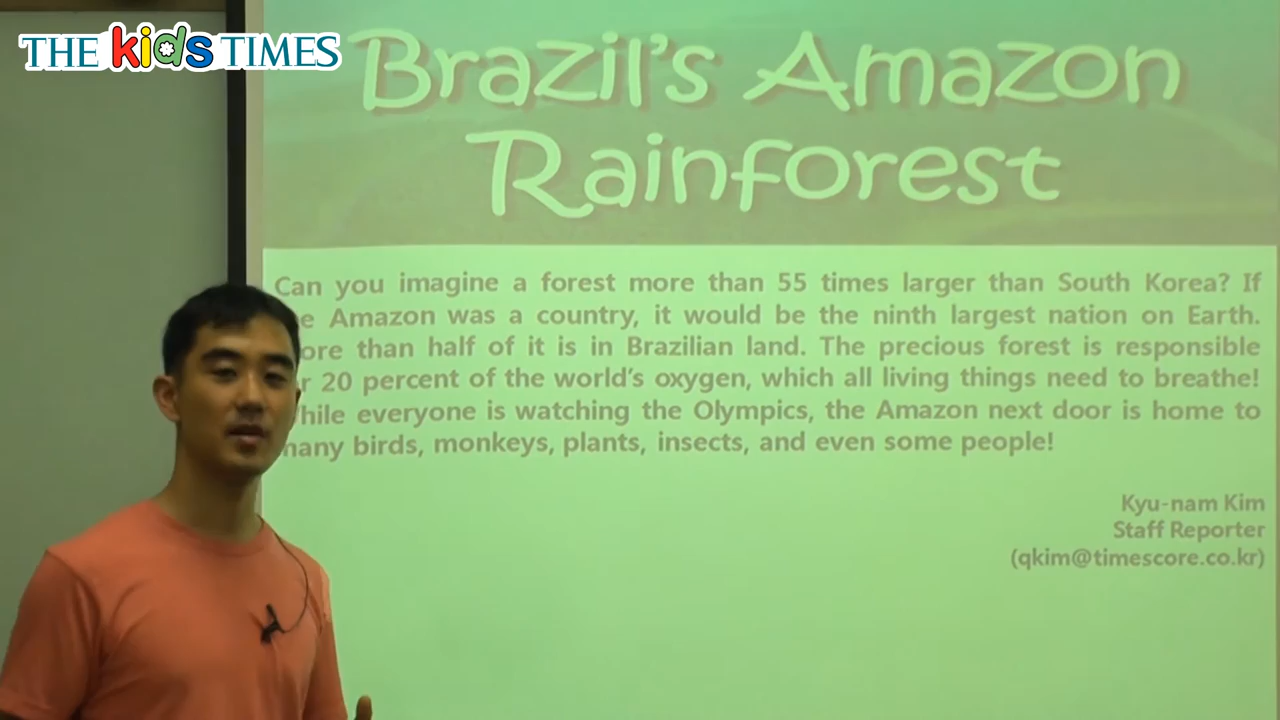 THE kids TIMES
Brazil's Amazon
Rainforest
Can you imagine a forest more than 55 times larger than South Korea? If
Amazon was a country, it would be the ninth largest nation on Earth.
than half of it is in Brazilian land. The precious forest is responsible
20 percent of the world's oxygen, which all living things need to breathe!
While everyone is watching the Olympics, the Amazon next door is home to
many birds, monkeys, plants, insects, and even some people!
Kyu-nam Kim
Staff Reporter
(qkim@timescore.co.kr)